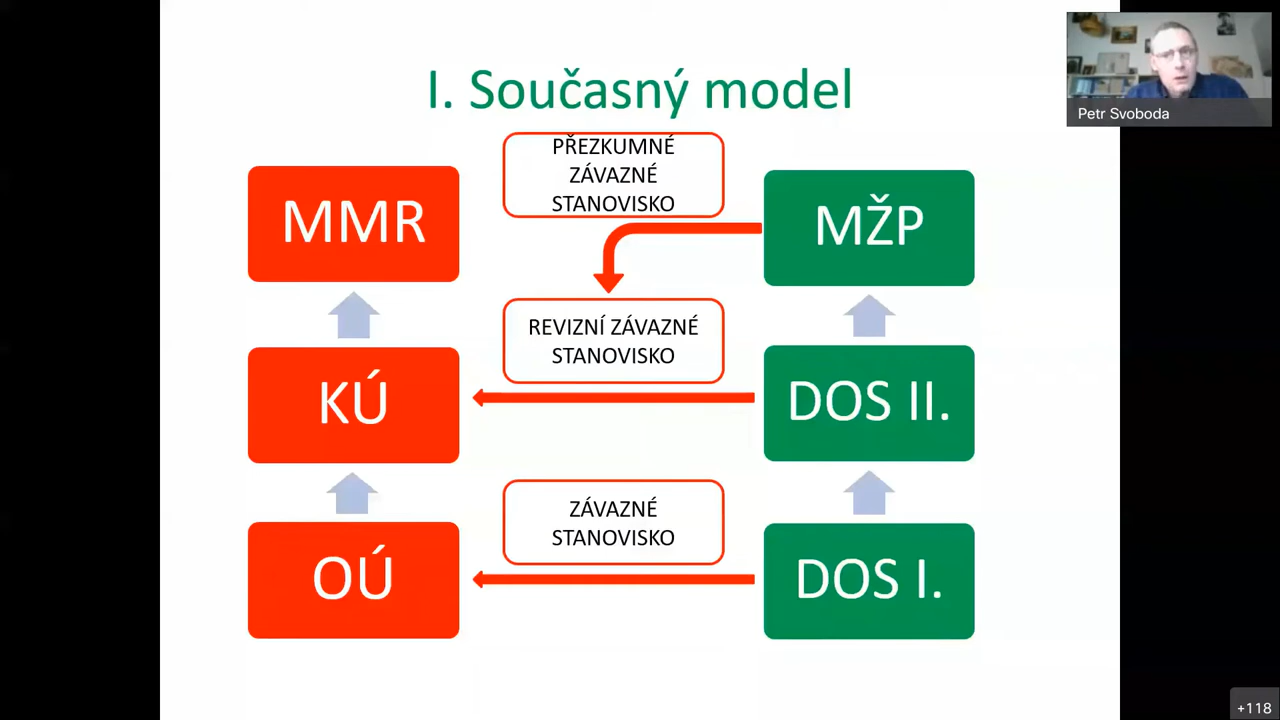 I. Současný model
Petr Svoboda
PŘEZKUMNÉ
ZÁVAZNÉ
STANOVISKO
MMR
MŽP
REVIZNÍ ZÁVAZNÉ
STANOVISKO
KÚ
DOS II.
ZÁVAZNÉ
STANOVISKO
OÚ
DOS I.
+118